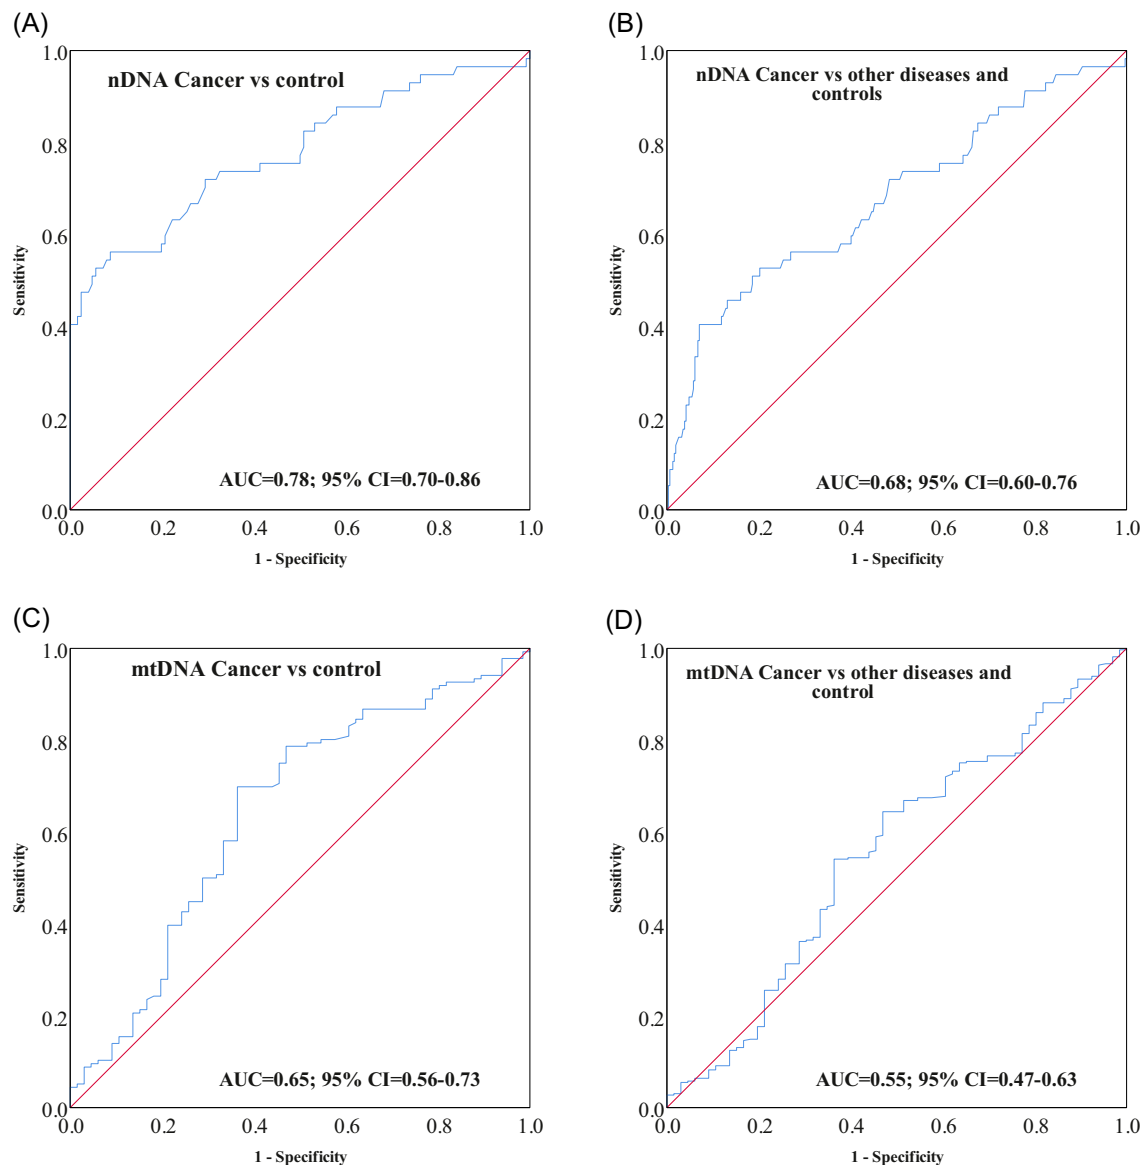 (A)
nDNA Cancer vs control
1.0
0.8
0.6
0.4
0.2
0.0
Sensitivity
AUC=0.78; 95% CI=0.70-0.86
0.0 0.2 0.4 0.6 0.8 1.0
1 - Specificity
(B)
nDNA Cancer vs other diseases and
controls
1.0
0.8
0.6
0.4
0.2
0.0
Sensitivity
AUC=0.68; 95% CI=0.60-0.76
0.0 0.2 0.4 0.6 0.8 1.0
1 - Specificity
(C)
mtDNA Cancer vs control
1.0
0.8
0.6
0.4
0.2
0.0
Sensitivity
AUC=0.65; 95% CI=0.56-0.73
0.0 0.2 0.4 0.6 0.8 1.0
1 - Specificity
(D)
mtDNA Cancer vs other diseases and
control
1.0
0.8
0.6
0.4
0.2
0.0
Sensitivity
AUC=0.55; 95% CI=0.47-0.63
0.0 0.2 0.4 0.6 0.8 1.0
1 - Specificity